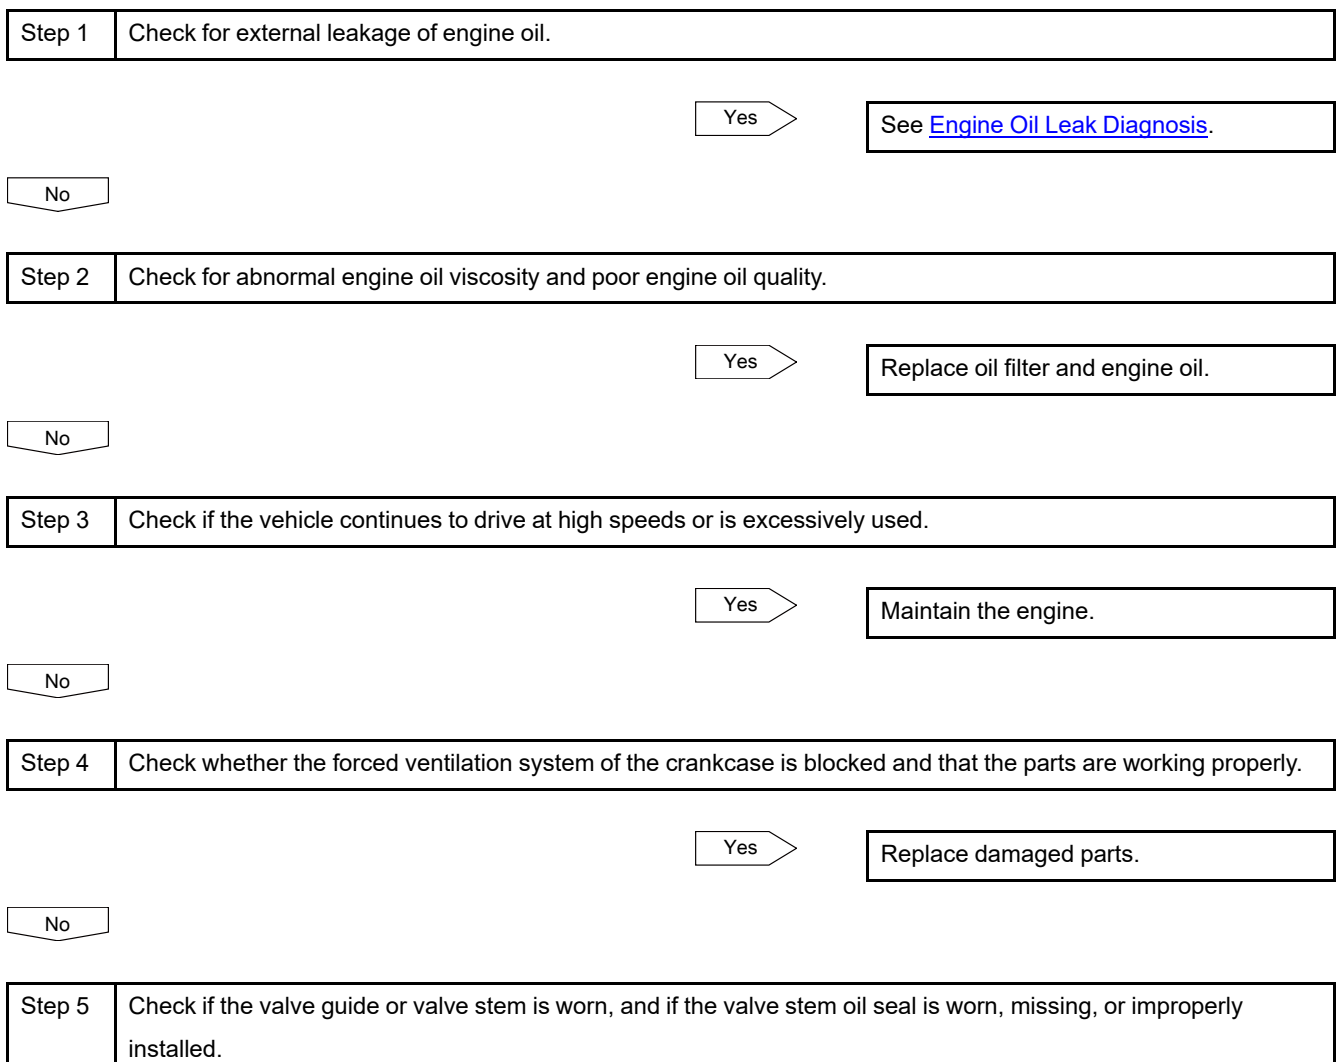 Step 1 Check for external leakage of engine oil.
Yes See Engine Oil Leak Diagnosis.
No
Step 2 Check for abnormal engine oil viscosity and poor engine oil quality.
Yes Replace oil filter and engine oil.
No
Step 3 Check if the vehicle continues to drive at high speeds or is excessively used.
Yes Maintain the engine.
No
Step 4 Check whether the forced ventilation system of the crankcase is blocked and that the parts are working properly.
Yes Replace damaged parts.
No
Step 5 Check if the valve guide or valve stem is worn, and if the valve stem oil seal is worn, missing, or improperly
installed.